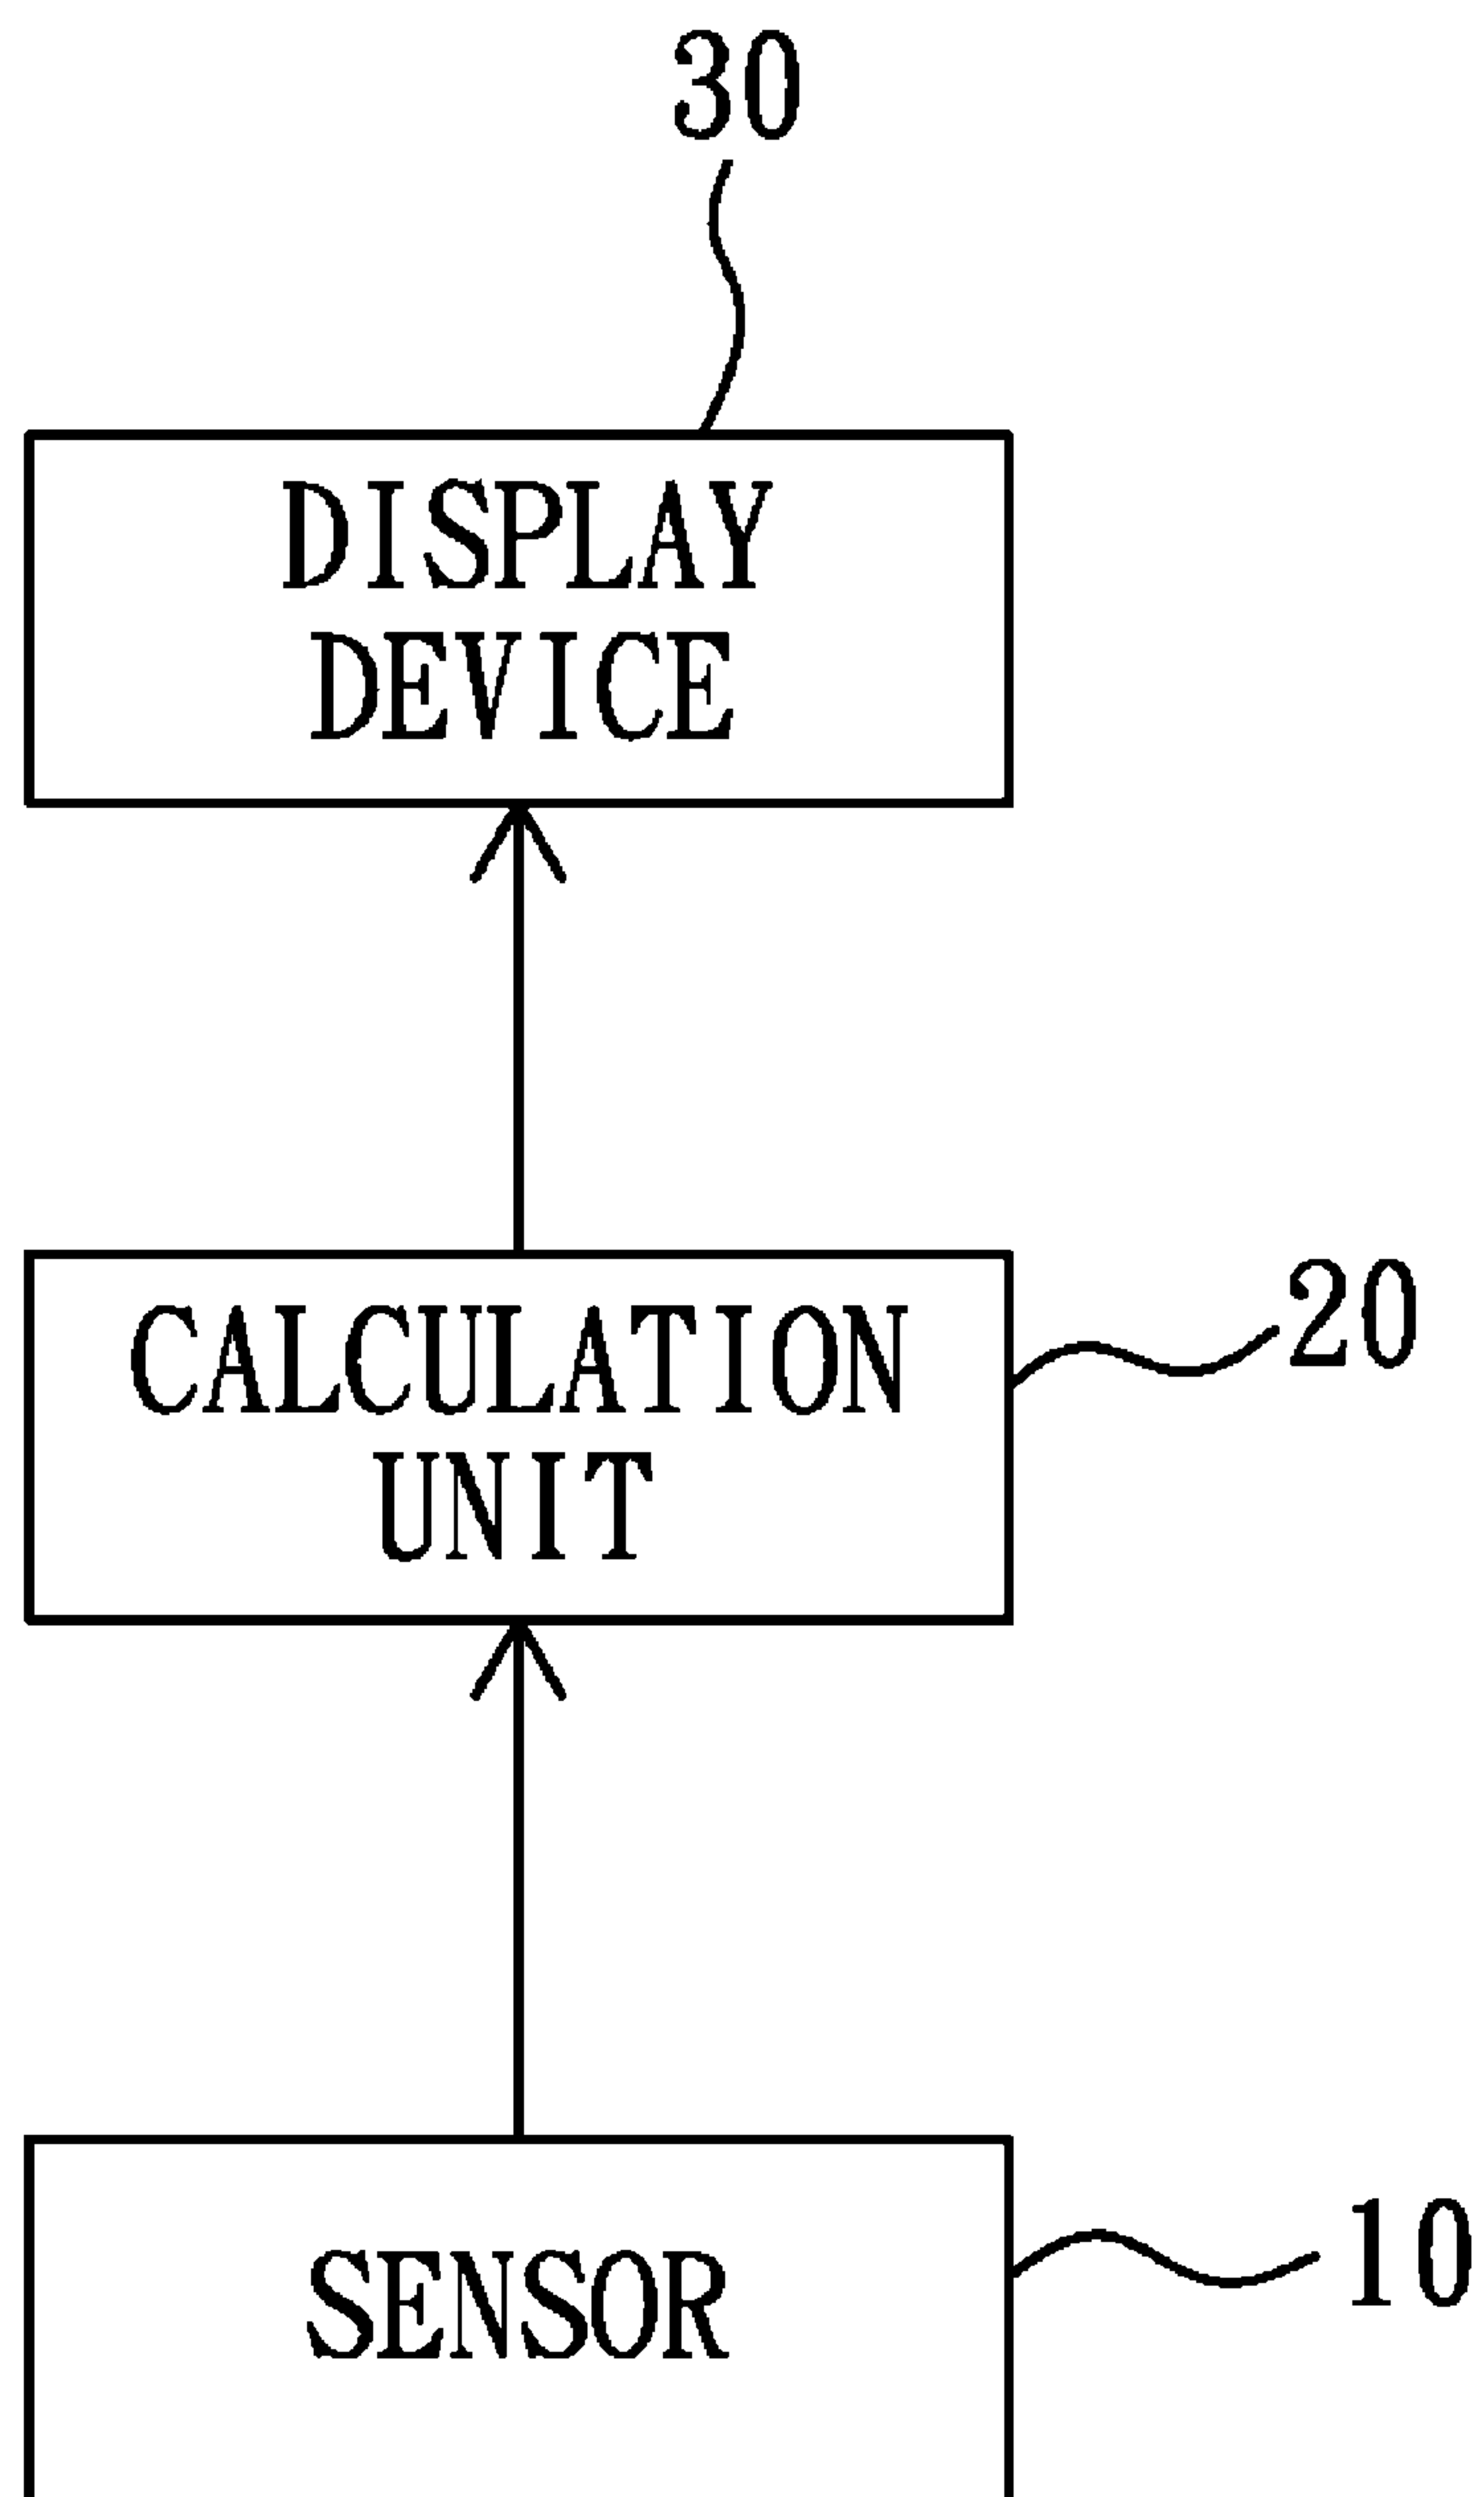 30
DISPLAY
DEVICE
20
CALCULATION
UNIT
10
SENSOR